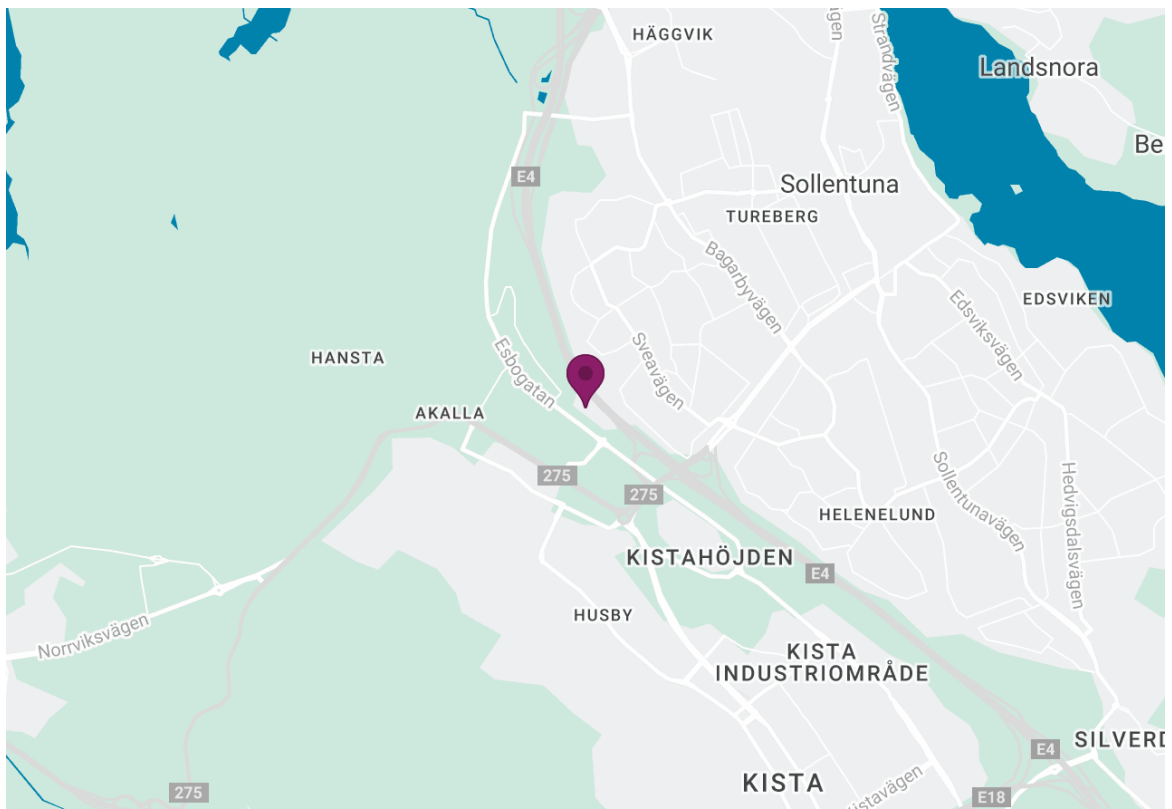 HÄGGVIK
Strandvägen
Landsnora
Be
E4
Sollentuna
TUREBERG
Bagarbyvägen
EDSVIKEN
Edsviksvägen
HANSTA
Sveavägen
Esbogatan
AKALLA
275
275
Sollentunavägen
Hedvigsdalsvägen
HELENELUND
KISTAHÖJDEN
E4
HUSBY
Norrviksvägen
KISTA
INDUSTRIOMRÅDE
E4
SILVERD
KISTA
275
Kistavägen
E18